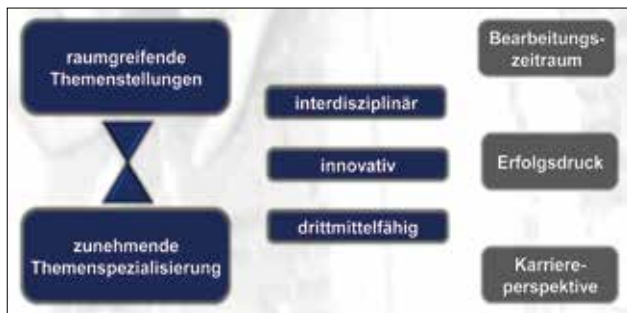 raumgreifende
Themenstellungen
zunehmende
Themenspezialisierung
interdisziplinär
innovativ
drittmittelfähig
Bearbeitungs-
zeitraum
Erfolgsdruck
Karriere-
perspektive